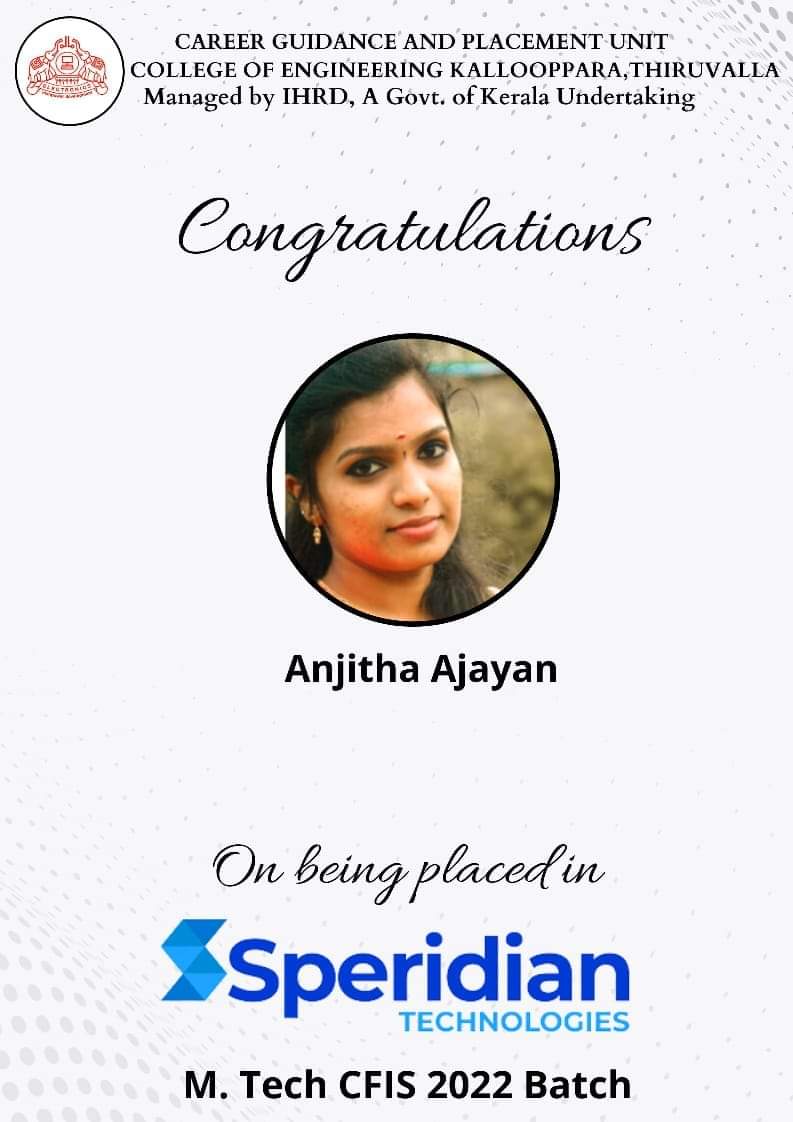 CAREER GUIDANCE AND PLACEMENT UNIT
COLLEGE OF ENGINEERING KALLOOPPARA,THIRUVALLA
Managed by IHRD, A Govt. of Kerala Undertaking
ELECTRONICS
Congratulations
Anjitha Ajayan
On being placed in
Speridian
TECHNOLOGIES
M. Tech CFIS 2022 Batch